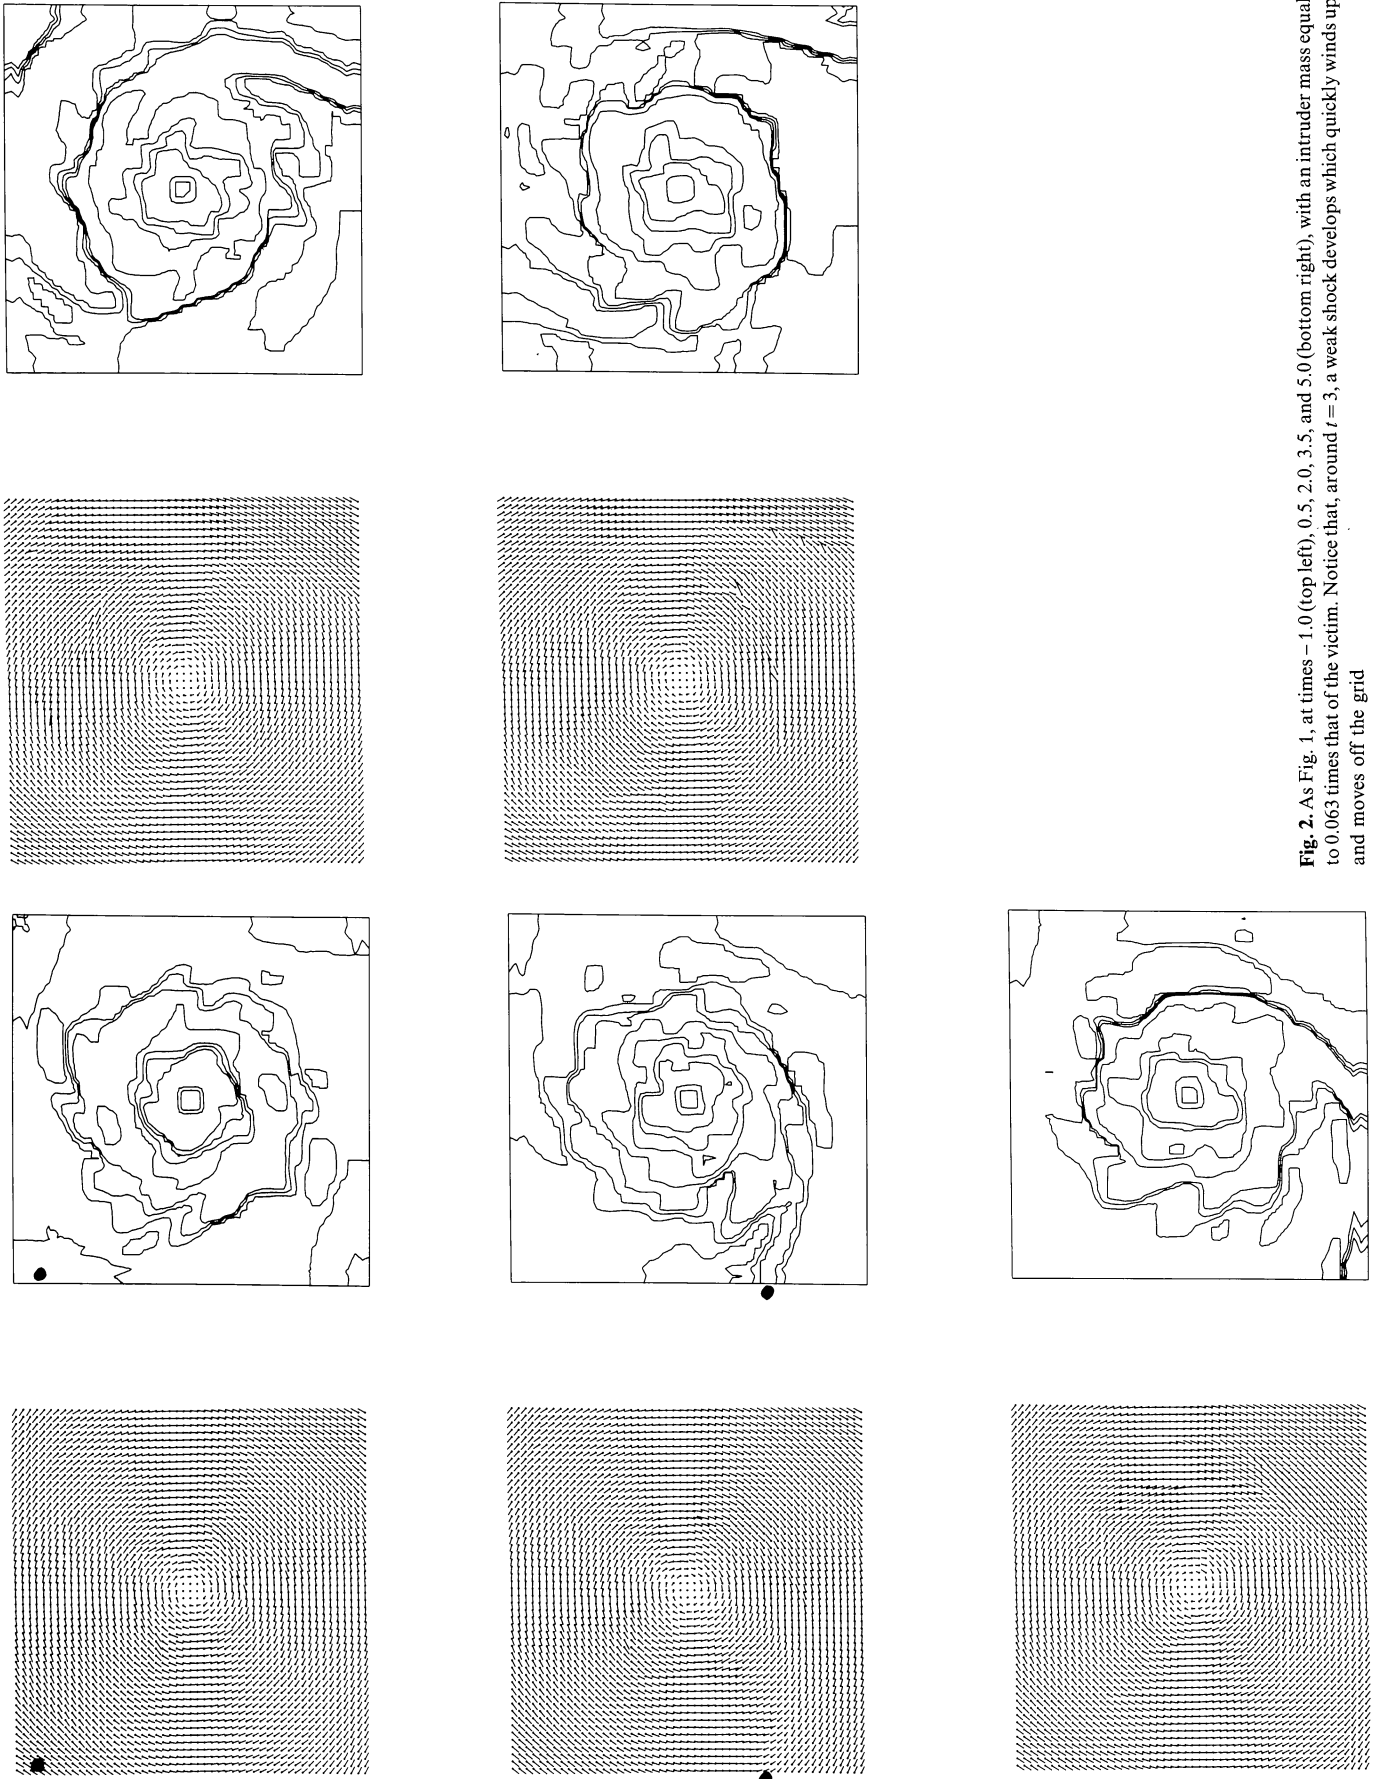 Fig. 2. As Fig. 1, at times – 1.0 (top left), 0.5, 2.0, 3.5, and 5.0 (bottom right), with an intruder mass equal
to 0.063 times that of the victim. Notice that, around t = 3, a weak shock develops which quickly winds up
and moves off the grid